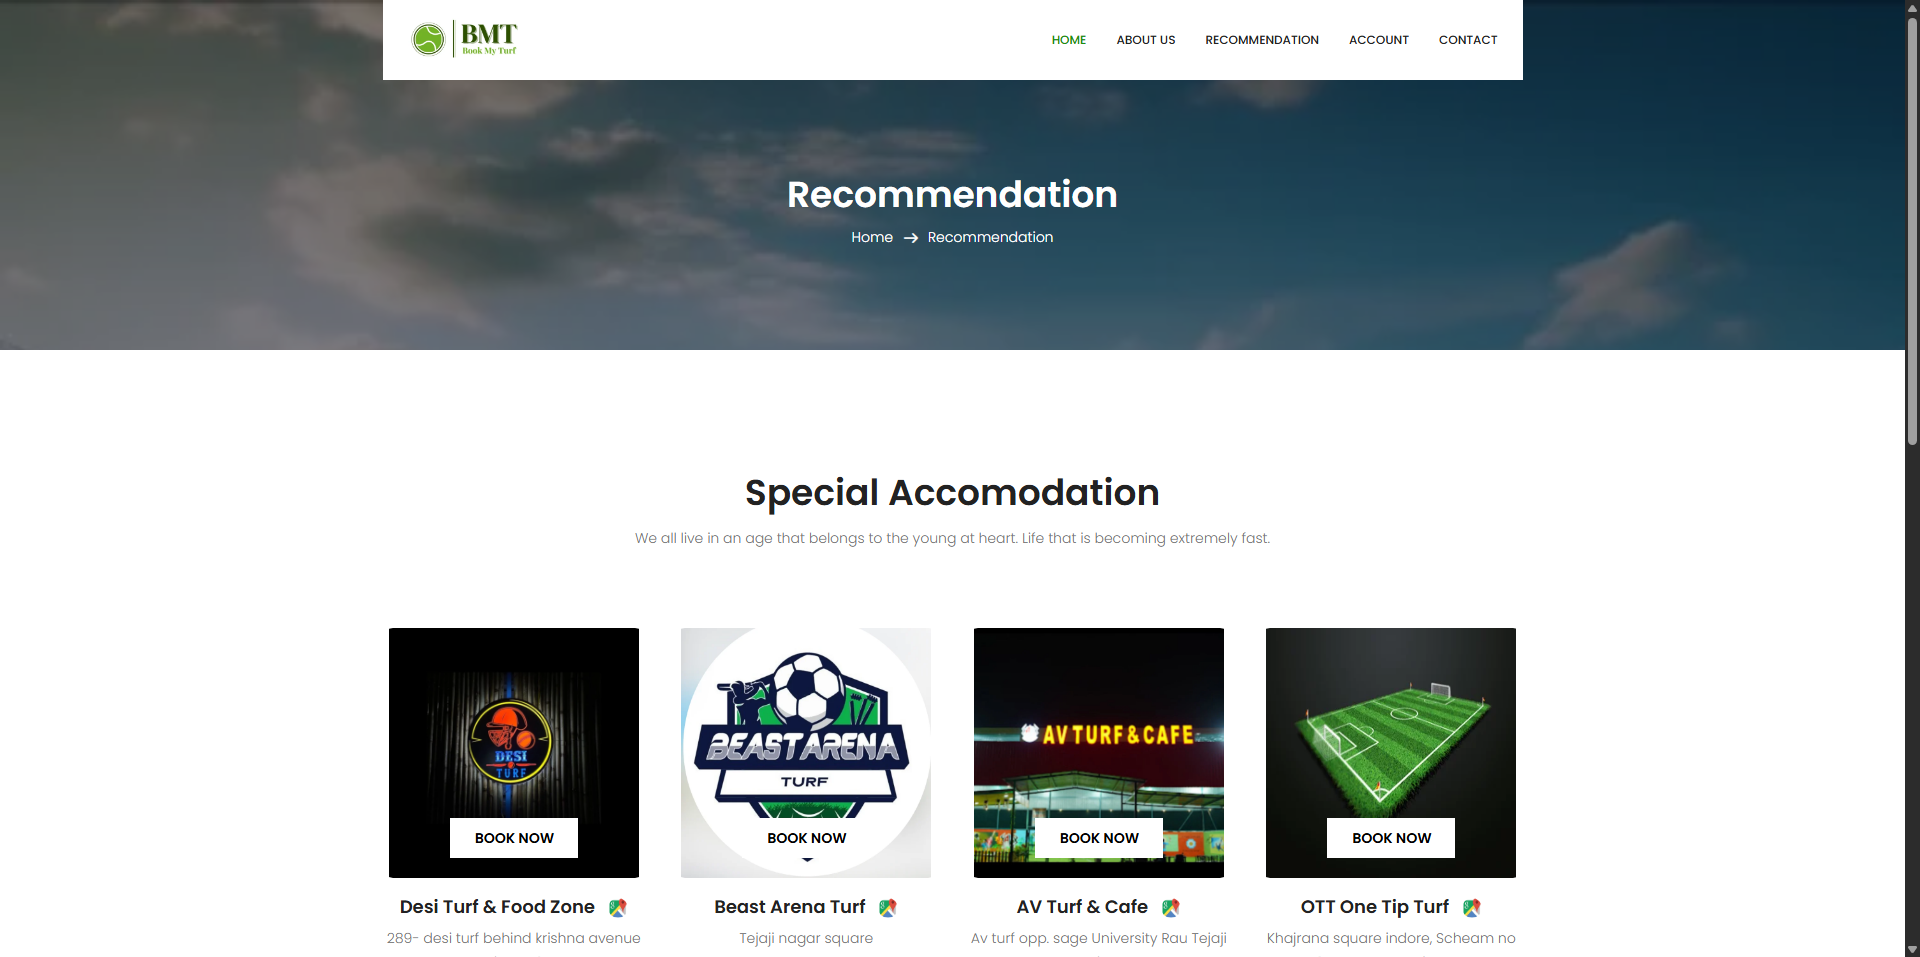 BMT
Book My Turf
HOME
ABOUT US
RECOMMENDATION
ACCOUNT
CONTACT
Recommendation
Home → Recommendation
Special Accomodation
We all live in an age that belongs to the young at heart. Life that is becoming extremely fast.
DESI
TURF
BOOK NOW
BEAST ARENA
TURF
BOOK NOW
AV TURF & CAFE
BOOK NOW
BOOK NOW
Desi Turf & Food Zone
Beast Arena Turf
AV Turf & Cafe
OTT One Tip Turf
289- desi turf behind krishna avenue
Tejaji nagar square
Av turf opp. sage University Rau Tejaji
Khajrana square indore, Scheam no